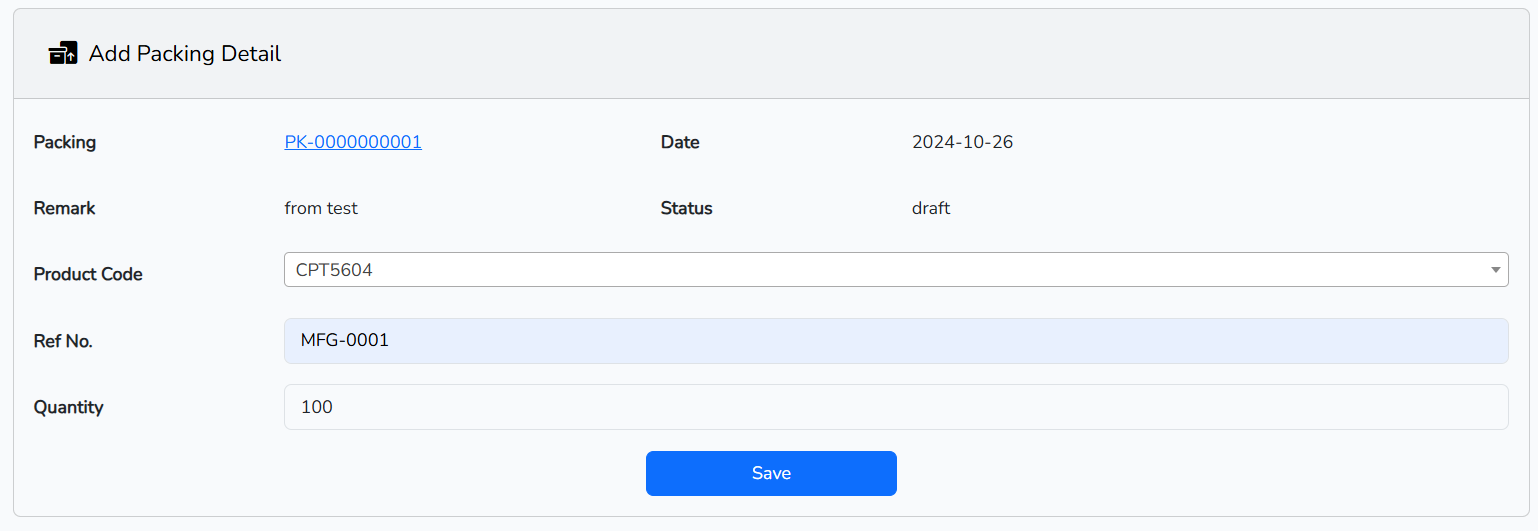 Add Packing Detail
Packing PK-0000000001 Date 2024-10-26
Remark from test Status draft
Product Code CPT5604
Ref No. MFG-0001
Quantity 100
Save